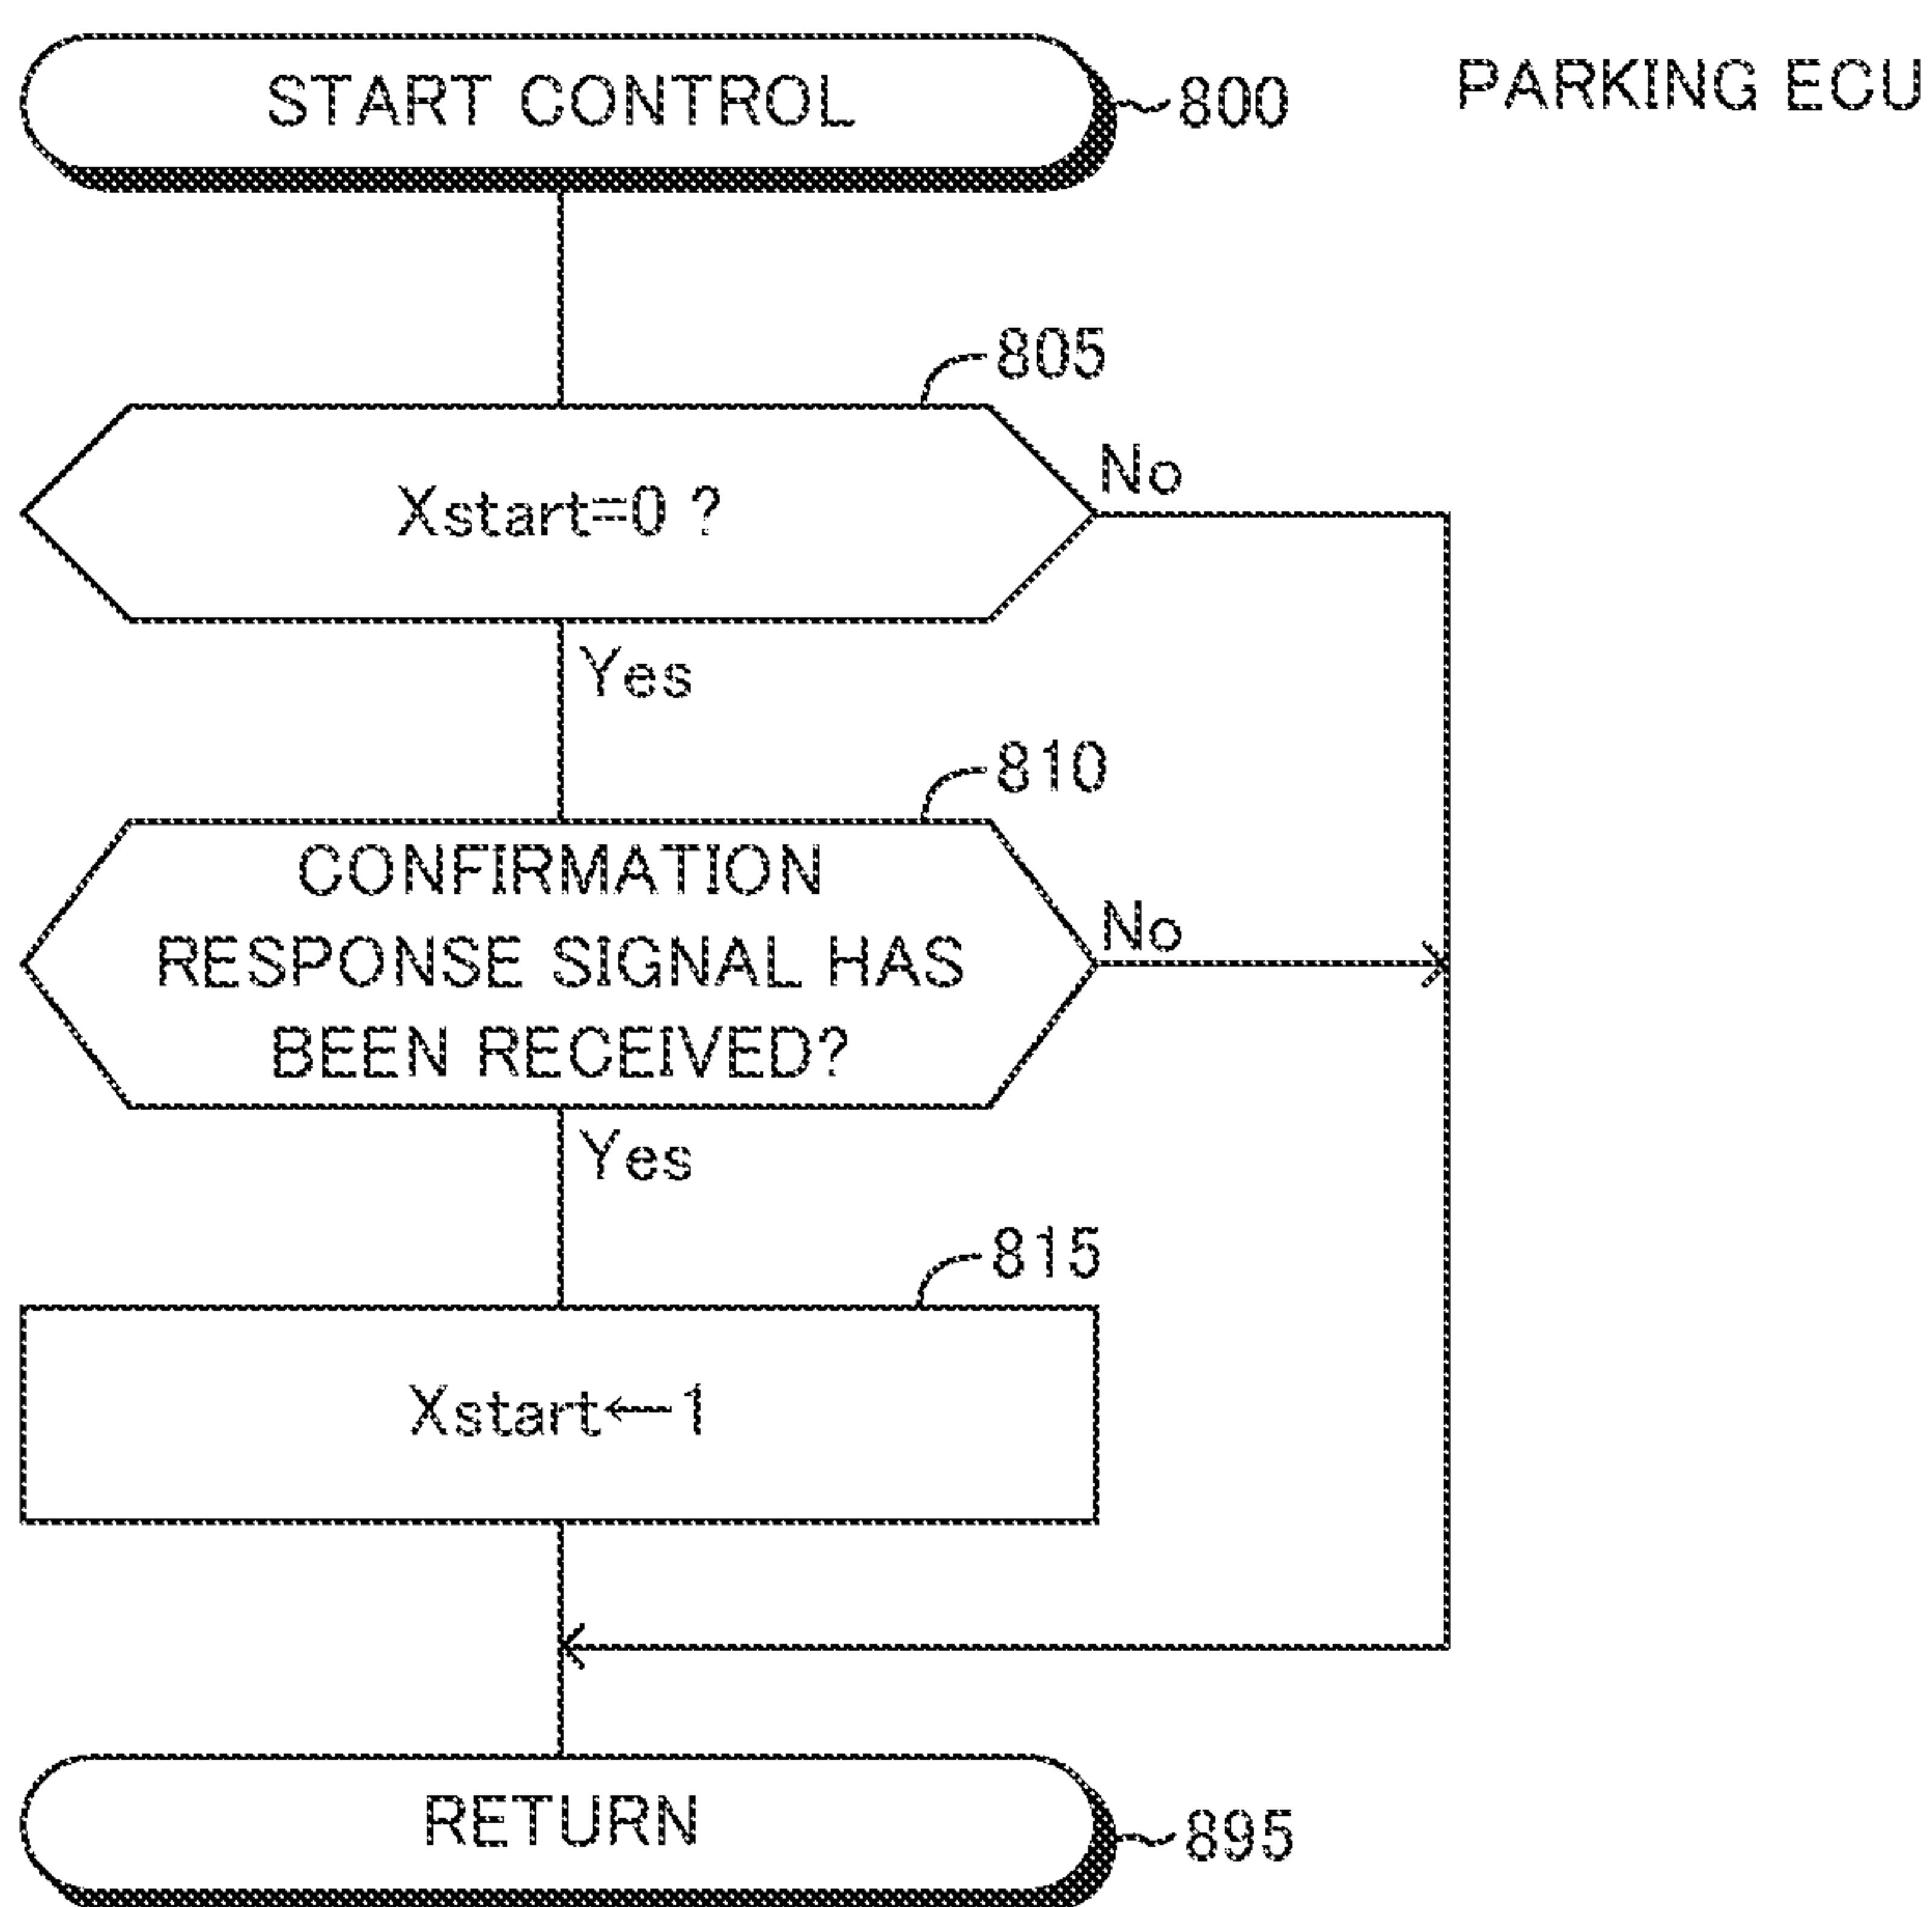 START CONTROL
800
PARKING ECU
805
Xstart=0 ?
No
Yes
810
CONFIRMATION
RESPONSE SIGNAL HAS
BEEN RECEIVED?
No
Yes
815
Xstart←1
RETURN
895